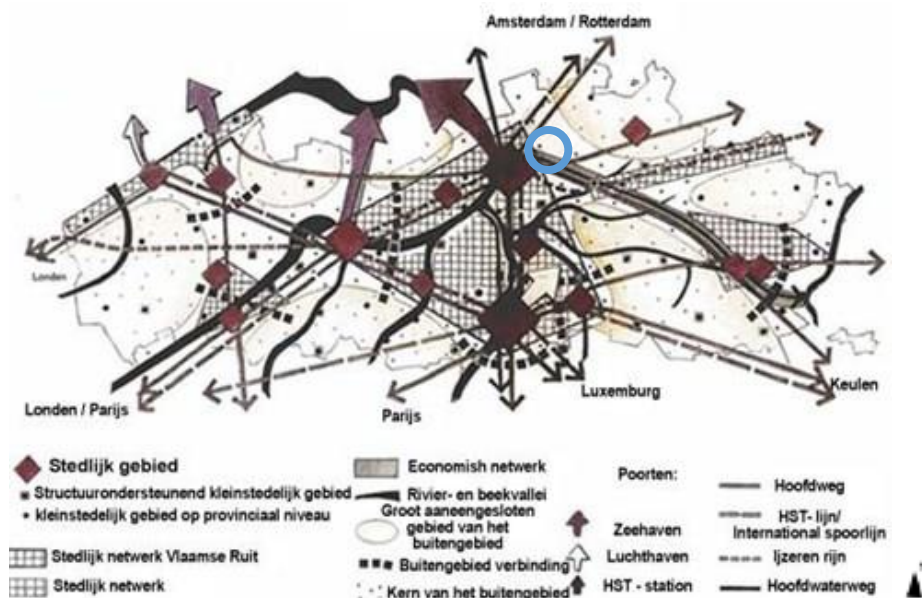 Amsterdam / Rotterdam
Londen
Londen / Parijs
Parijs
Luxemburg
Keulen
Stedlijk gebied
Structuurondersteunend kleinstedelijk gebied
kleinstedelijk gebied op provinciaal niveau
Stedlijk netwerk Vlaamse Ruit
Stedlijk netwerk
Economish netwerk
Rivier- en beekvallei
Groot aaneengesloten
gebied van het
buitengebied
Buitengebied verbinding
Kern van het buitengebied
Poorten:
Zeehaven
Luchthaven
HST - station
Hoofdweg
HST- lijn/
International spoorlijn
Ijzeren rijn
Hoofdwaterweg